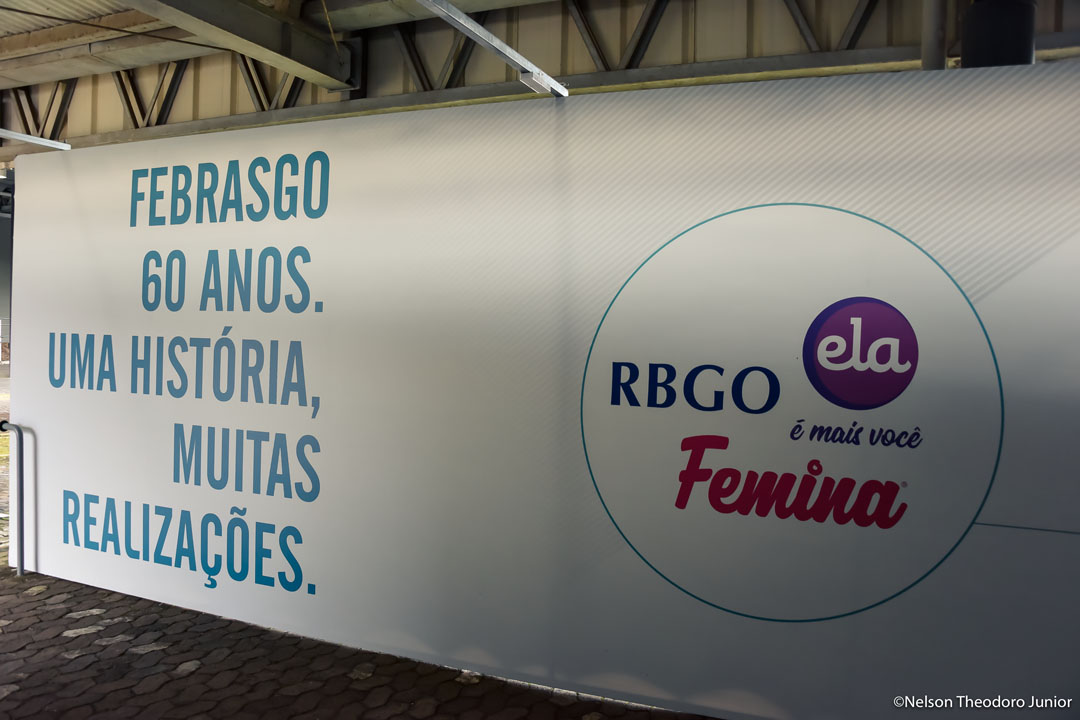 FEBRASGO
60 ANOS.
UMA HISTÓRIA,
MUITAS
REALIZAÇÕES.
RBGO
ela
é mais você
Femina®
©Nelson Theodoro Junior